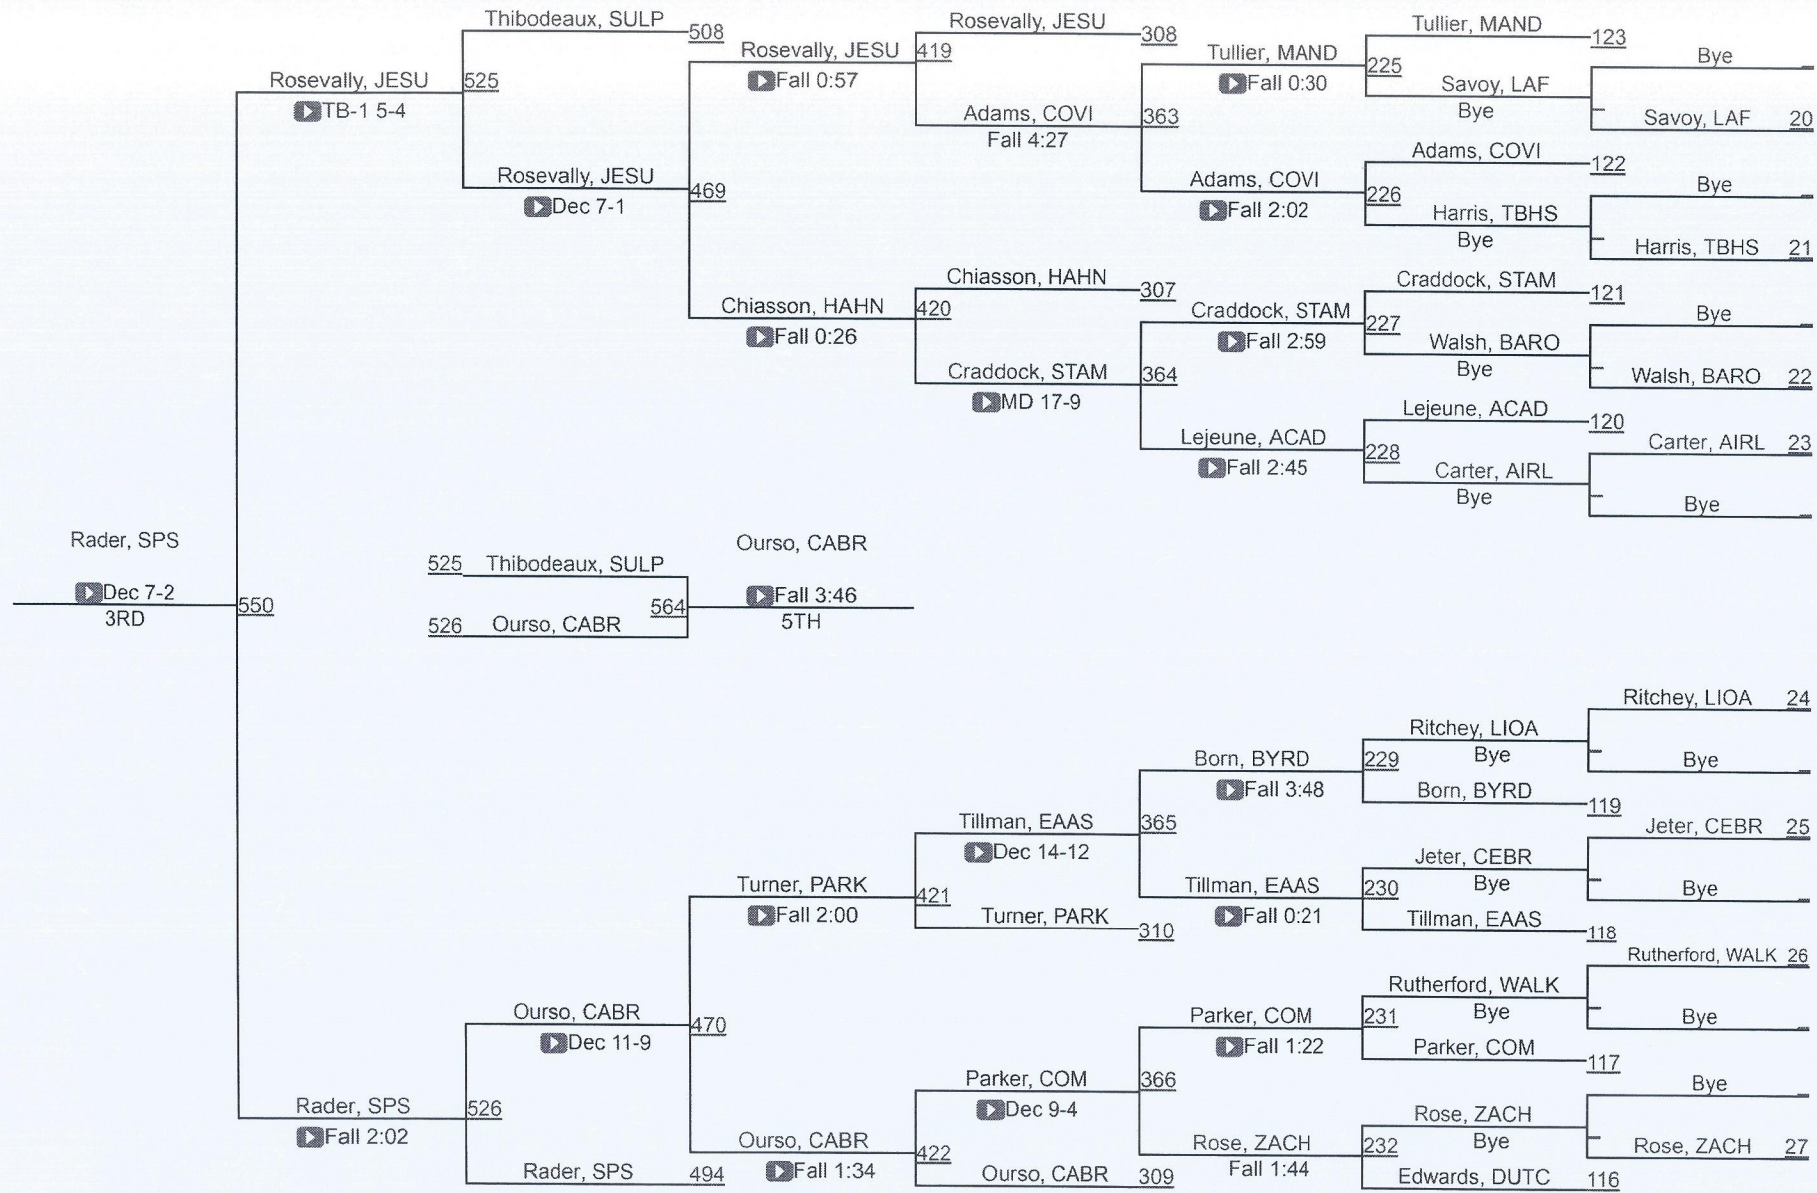 Thibodeaux, SULP
508
Rosevally, JESU
525
TB-1 5-4
Rosevally, JESU
469
Dec 7-1
Rosevally, JESU
419
Fall 0:57
Rosevally, JESU
308
Adams, COVI
363
Fall 4:27
Tullier, MAND
225
Fall 0:30
Tullier, MAND
123
Savoy, LAF
Bye
Bye
Savoy, LAF 20
Adams, COVI
226
Fall 2:02
Adams, COVI
122
Harris, TBHS
Bye
Bye
Harris, TBHS 21
Chiasson, HAHN
420
Fall 0:26
Chiasson, HAHN
307
Craddock, STAM
364
MD 17-9
Craddock, STAM
227
Fall 2:59
Craddock, STAM
121
Walsh, BARO
Bye
Bye
Walsh, BARO 22
Lejeune, ACAD
228
Fall 2:45
Lejeune, ACAD
120
Carter, AIRL
Bye
Carter, AIRL 23
Bye
Rader, SPS
Dec 7-2
3RD
550
525 Thibodeaux, SULP
526 Ourso, CABR
564
Ourso, CABR
Fall 3:46
5TH
Ritchey, LIOA 24
Bye
Ritchey, LIOA
Bye
Born, BYRD
229
Fall 3:48
Born, BYRD
119
Tillman, EAAS
365
Dec 14-12
Jeter, CEBR 25
Bye
Jeter, CEBR
Bye
Tillman, EAAS
230
Fall 0:21
Tillman, EAAS
118
Turner, PARK
421
Fall 2:00
Turner, PARK
310
Rutherford, WALK 26
Bye
Rutherford, WALK
Bye
Parker, COM
231
Fall 1:22
Parker, COM
117
Ourso, CABR
470
Dec 11-9
Parker, COM
366
Dec 9-4
Bye
Rose, ZACH 27
Rose, ZACH
Bye
Rose, ZACH
232
Fall 1:44
Edwards, DUTC
116
Rader, SPS
526
Fall 2:02
Ourso, CABR
422
Fall 1:34
Ourso, CABR
309
Rader, SPS
494